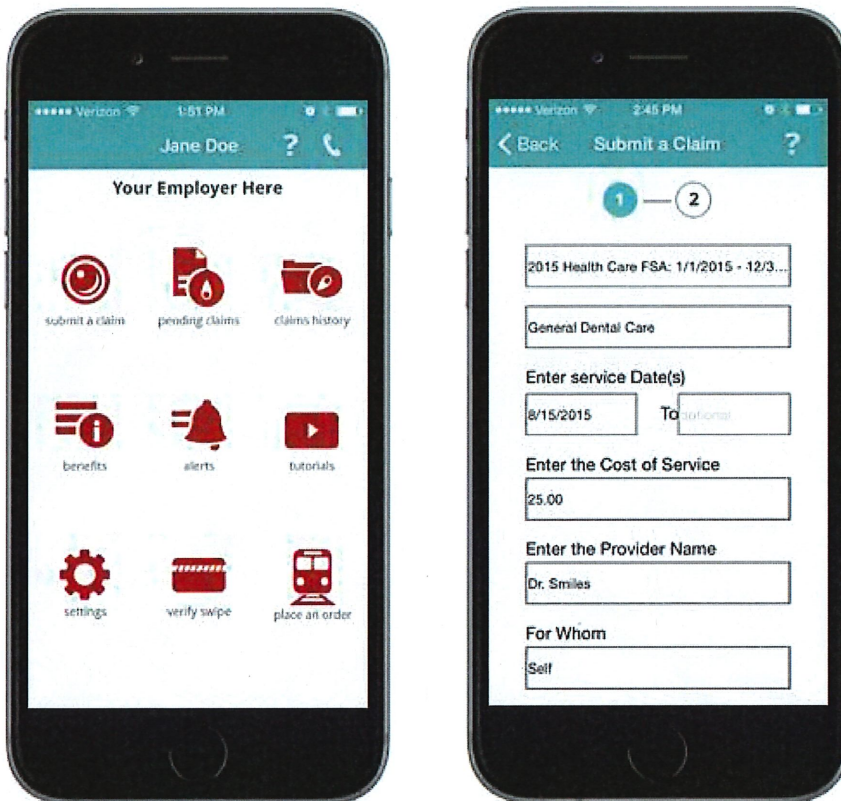 Verizon 1:51 PM
Jane Doe ?
Your Employer Here
submit a claim pending claims claims history
benefits alerts tutorials
settings verify swipe place an order
Verizon 2:45 PM
Back Submit a Claim ?
1 2
2015 Health Care FSA: 1/1/2015 - 12/3...
General Dental Care
Enter service Date(s)
8/15/2015 To optional
Enter the Cost of Service
25.00
Enter the Provider Name
Dr. Smiles
For Whom
Self